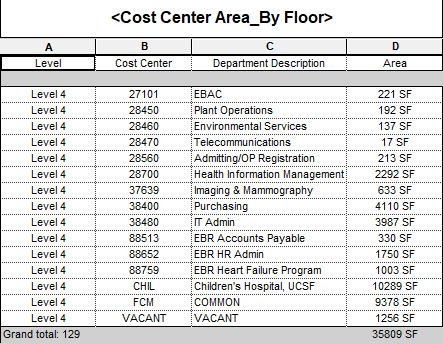 <Cost Center Area_By Floor>
A B C D
Level Cost Center Department Description Area
Level 4 27101 EBAC 221 SF
Level 4 28450 Plant Operations 192 SF
Level 4 28460 Environmental Services 137 SF
Level 4 28470 Telecommunications 17 SF
Level 4 28560 Admitting/OP Registration 213 SF
Level 4 28700 Health Information Management 2292 SF
Level 4 37639 Imaging & Mammography 633 SF
Level 4 38400 Purchasing 4110 SF
Level 4 38480 IT Admin 3987 SF
Level 4 88513 EBR Accounts Payable 330 SF
Level 4 88652 EBR HR Admin 1750 SF
Level 4 88759 EBR Heart Failure Program 1003 SF
Level 4 CHIL Children's Hospital, UCSF 10289 SF
Level 4 FCM COMMON 9378 SF
Level 4 VACANT VACANT 1256 SF
Grand total: 129 35809 SF